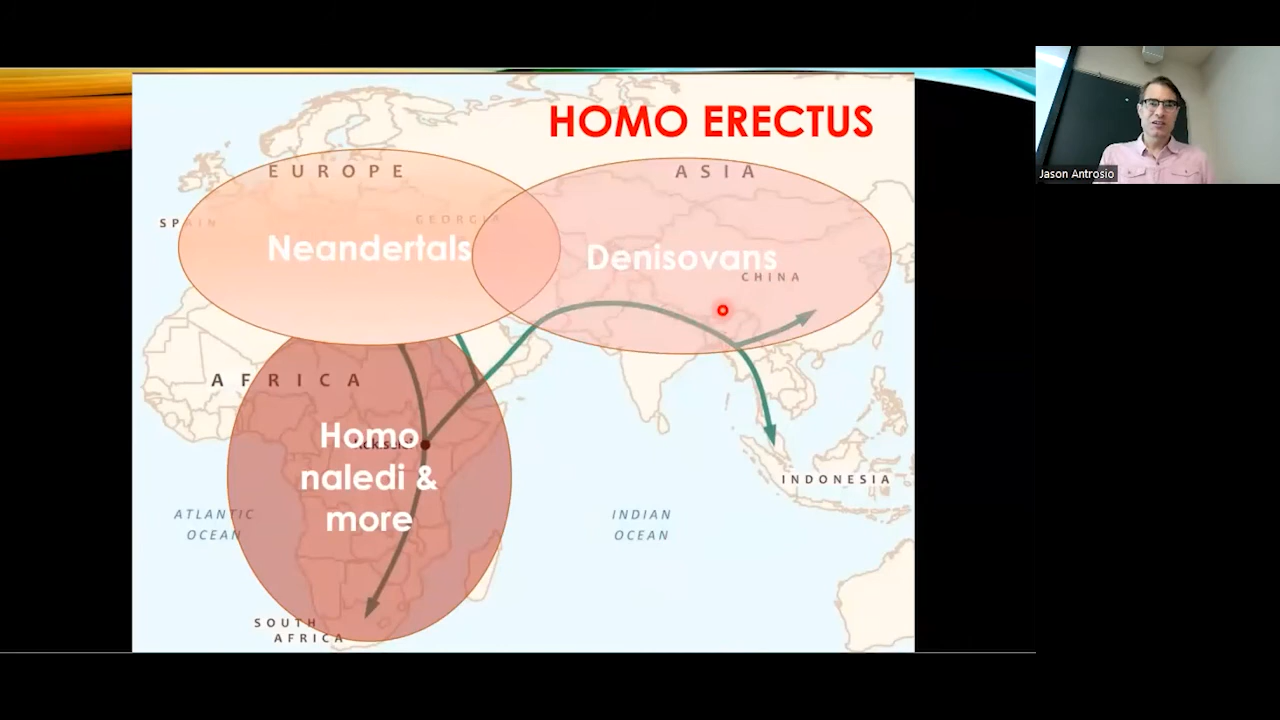 HOMO ERECTUS
EUROPE
ASIA
SPAIN
GEORGIA
Neandertals
Denisovans
CHINA
AFRICA
Homo
naledi &
more
INDONESIA
ATLANTIC
OCEAN
INDIAN
OCEAN
SOUTH
AFRICA
Jason Antrosio